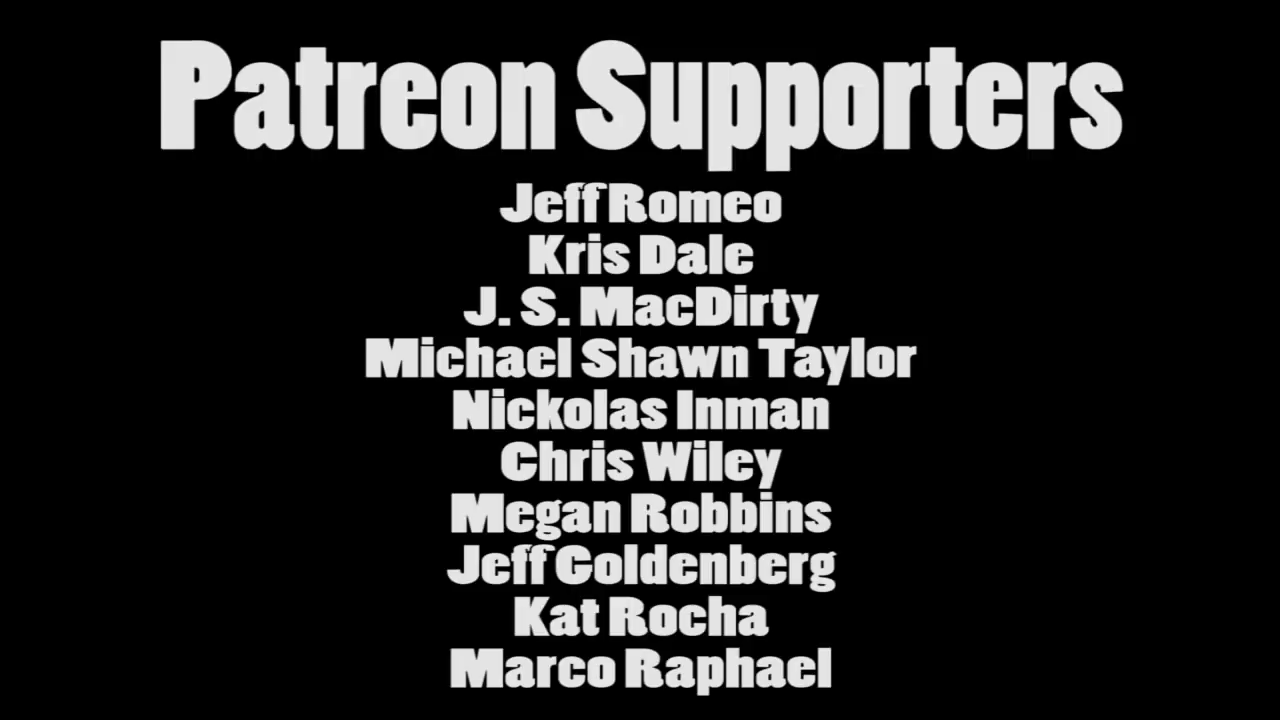 Patreon Supporters
Jeff Romeo
Kris Dale
J. S. MacDirty
Michael Shawn Taylor
Nickolas Inman
Chris Wiley
Megan Robbins
Jeff Goldenberg
Kat Rocha
Marco Raphael